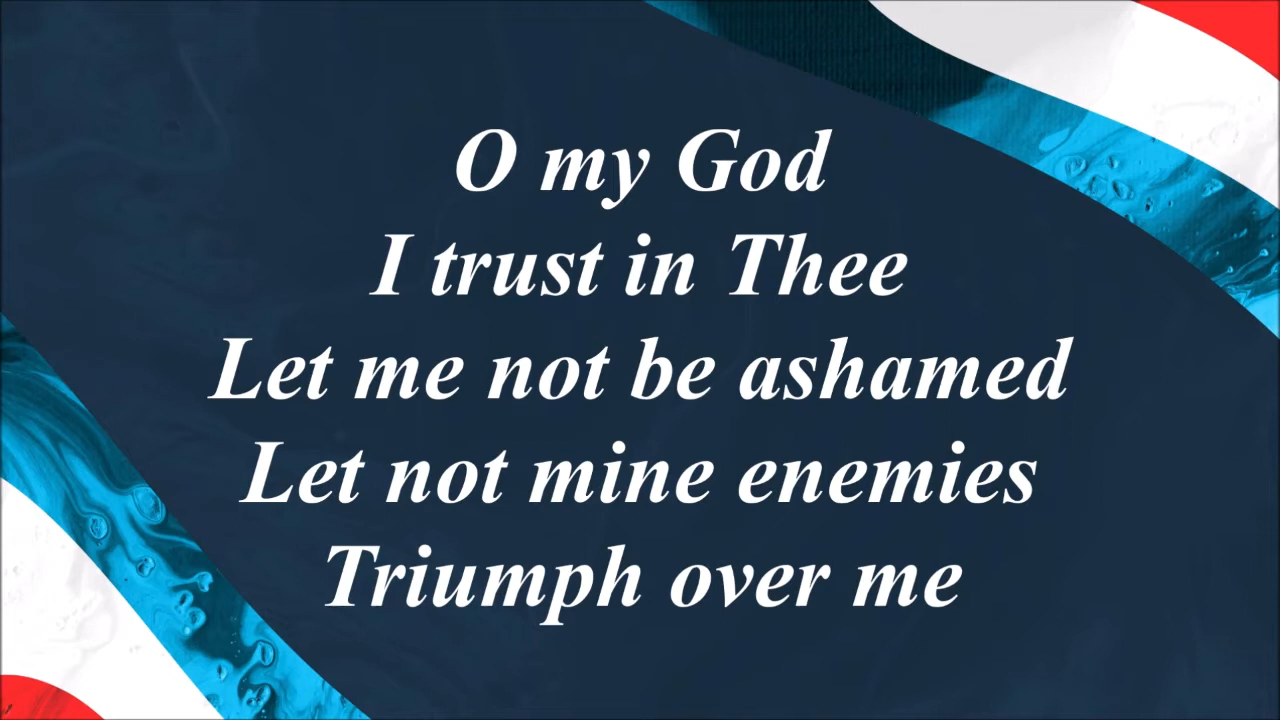 O my God
I trust in Thee
Let me not be ashamed
Let not mine enemies
Triumph over me